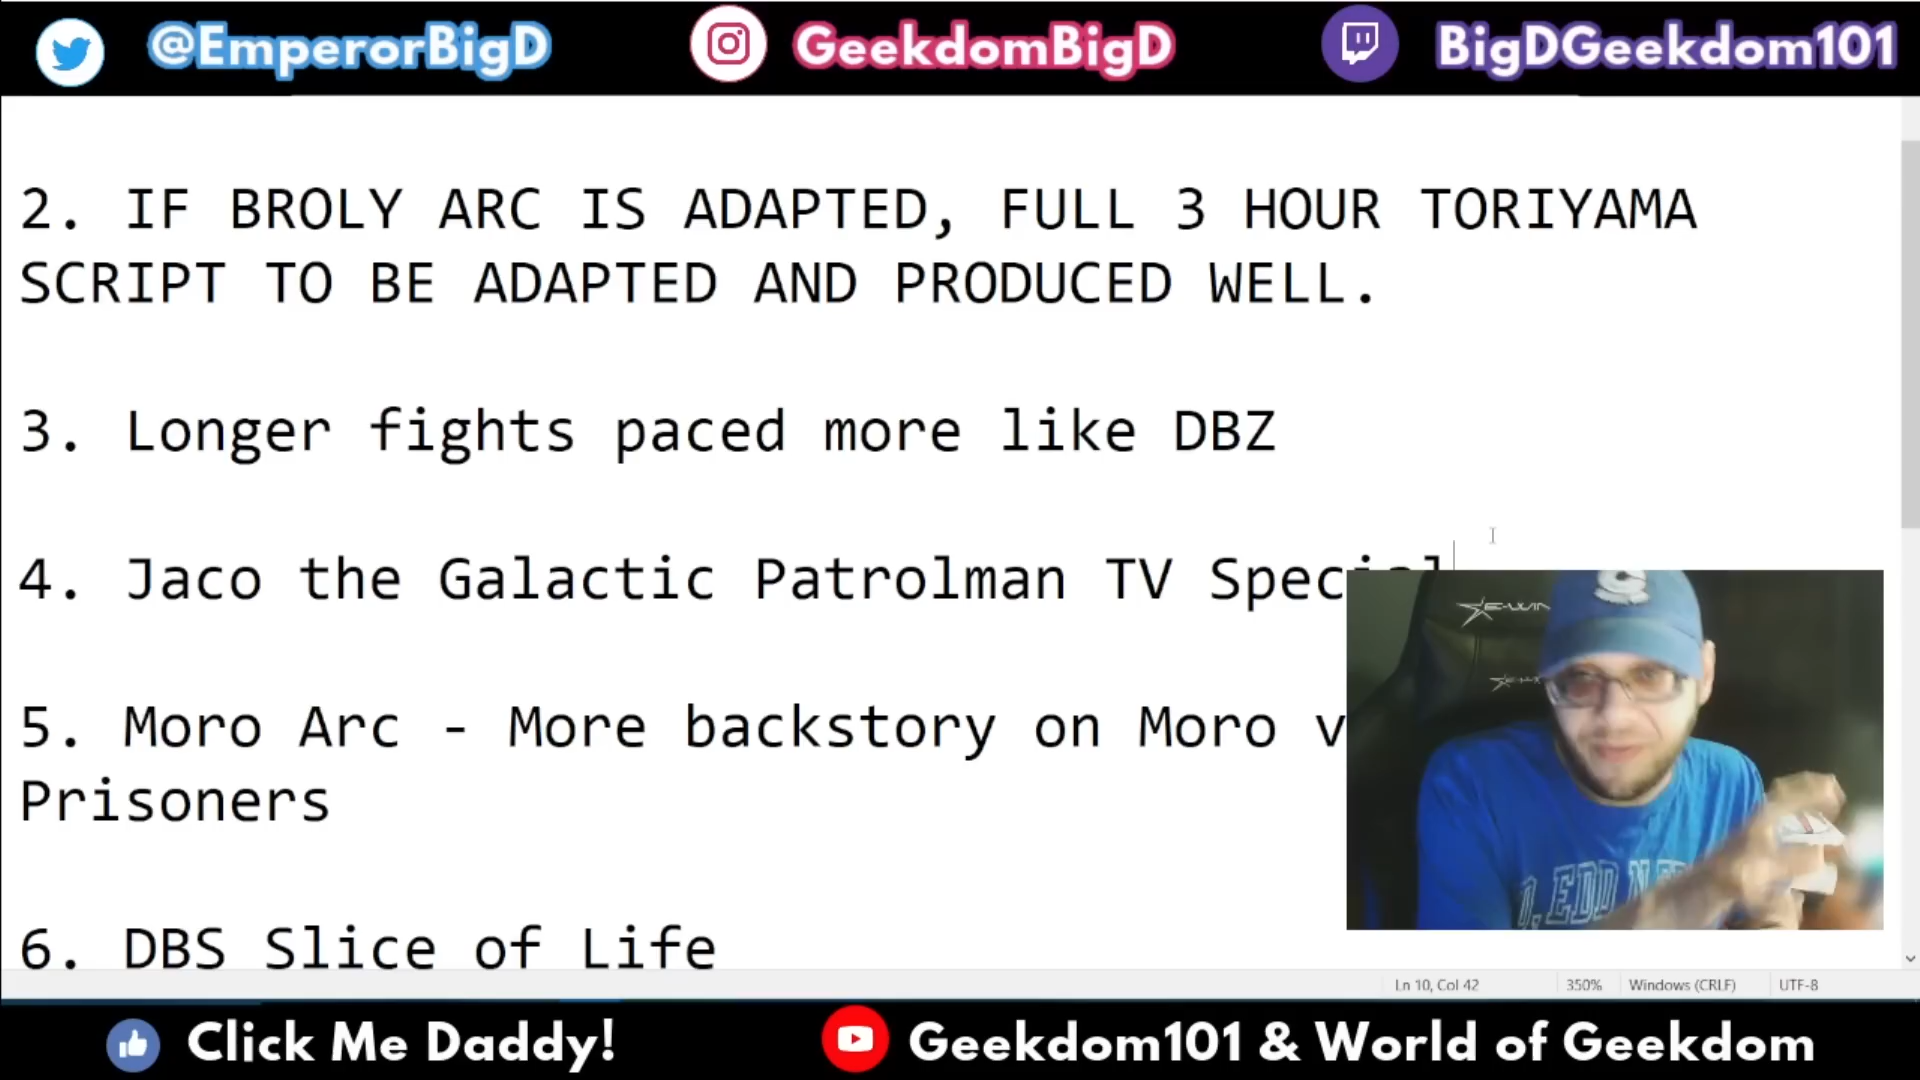 @EmperorBigD GeekdomBigD BigDGeekdom101
2. IF BROLY ARC IS ADAPTED, FULL 3 HOUR TORIYAMA
SCRIPT TO BE ADAPTED AND PRODUCED WELL.
3. Longer fights paced more like DBZ
4. Jaco the Galactic Patrolman TV Special
5. Moro Arc - More backstory on Moro v
Prisoners
6. DBS Slice of Life
E-WIN
Ln 10, Col 42 350% Windows (CRLF) UTF-8
Click Me Daddy! Geekdom101 & World of Geekdom